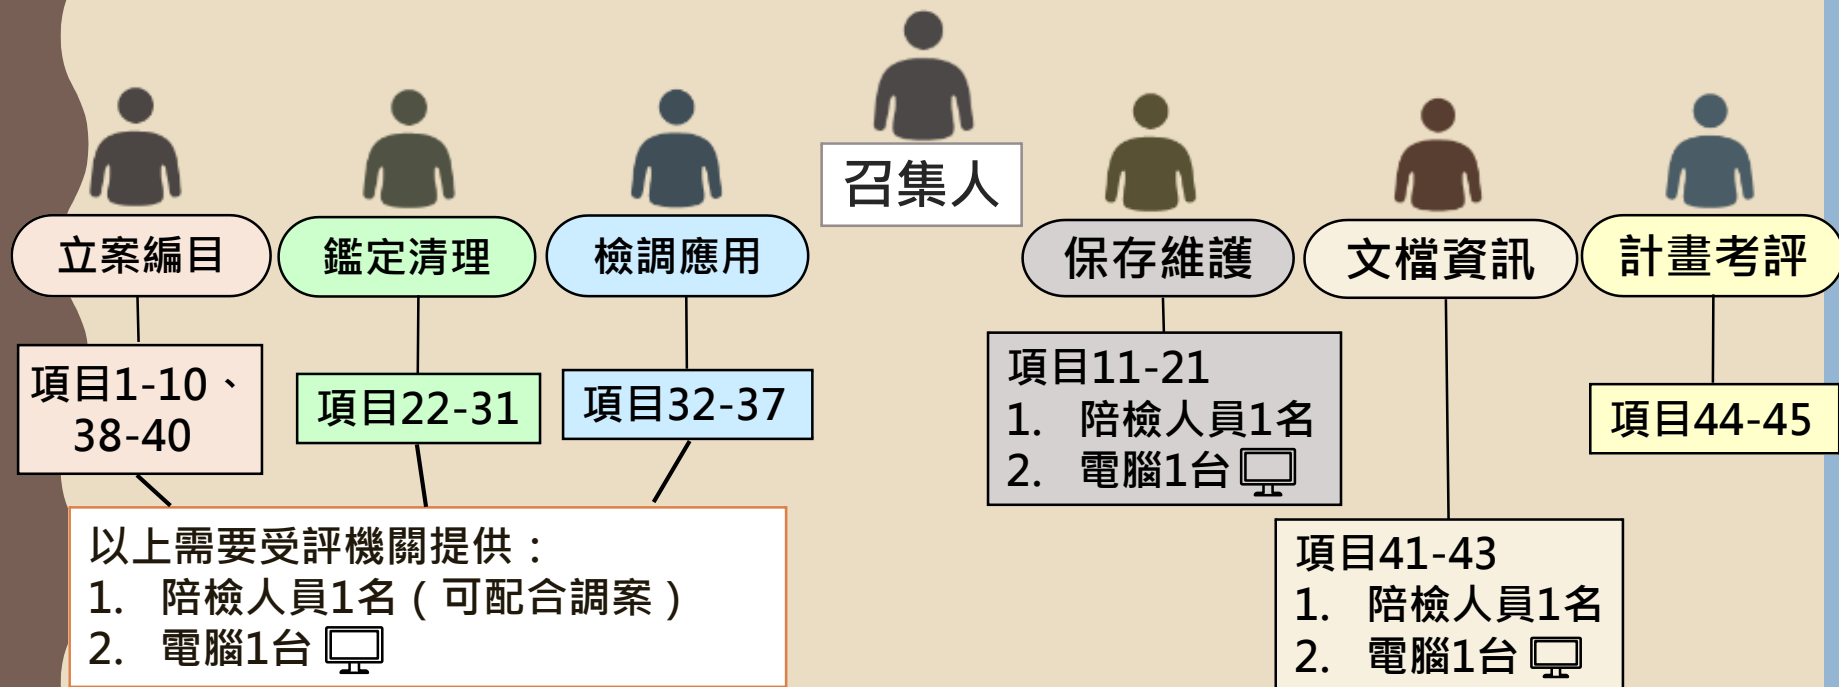 召集人
立案編目
鑑定清理
檢調應用
保存維護
文檔資訊
計畫考評
項目1-10、
38-40
項目22-31
項目32-37
項目11-21
1. 陪檢人員1名
2. 電腦1台
項目44-45
以上需要受評機關提供：
1. 陪檢人員1名（可配合調案）
2. 電腦1台
項目41-43
1. 陪檢人員1名
2. 電腦1台